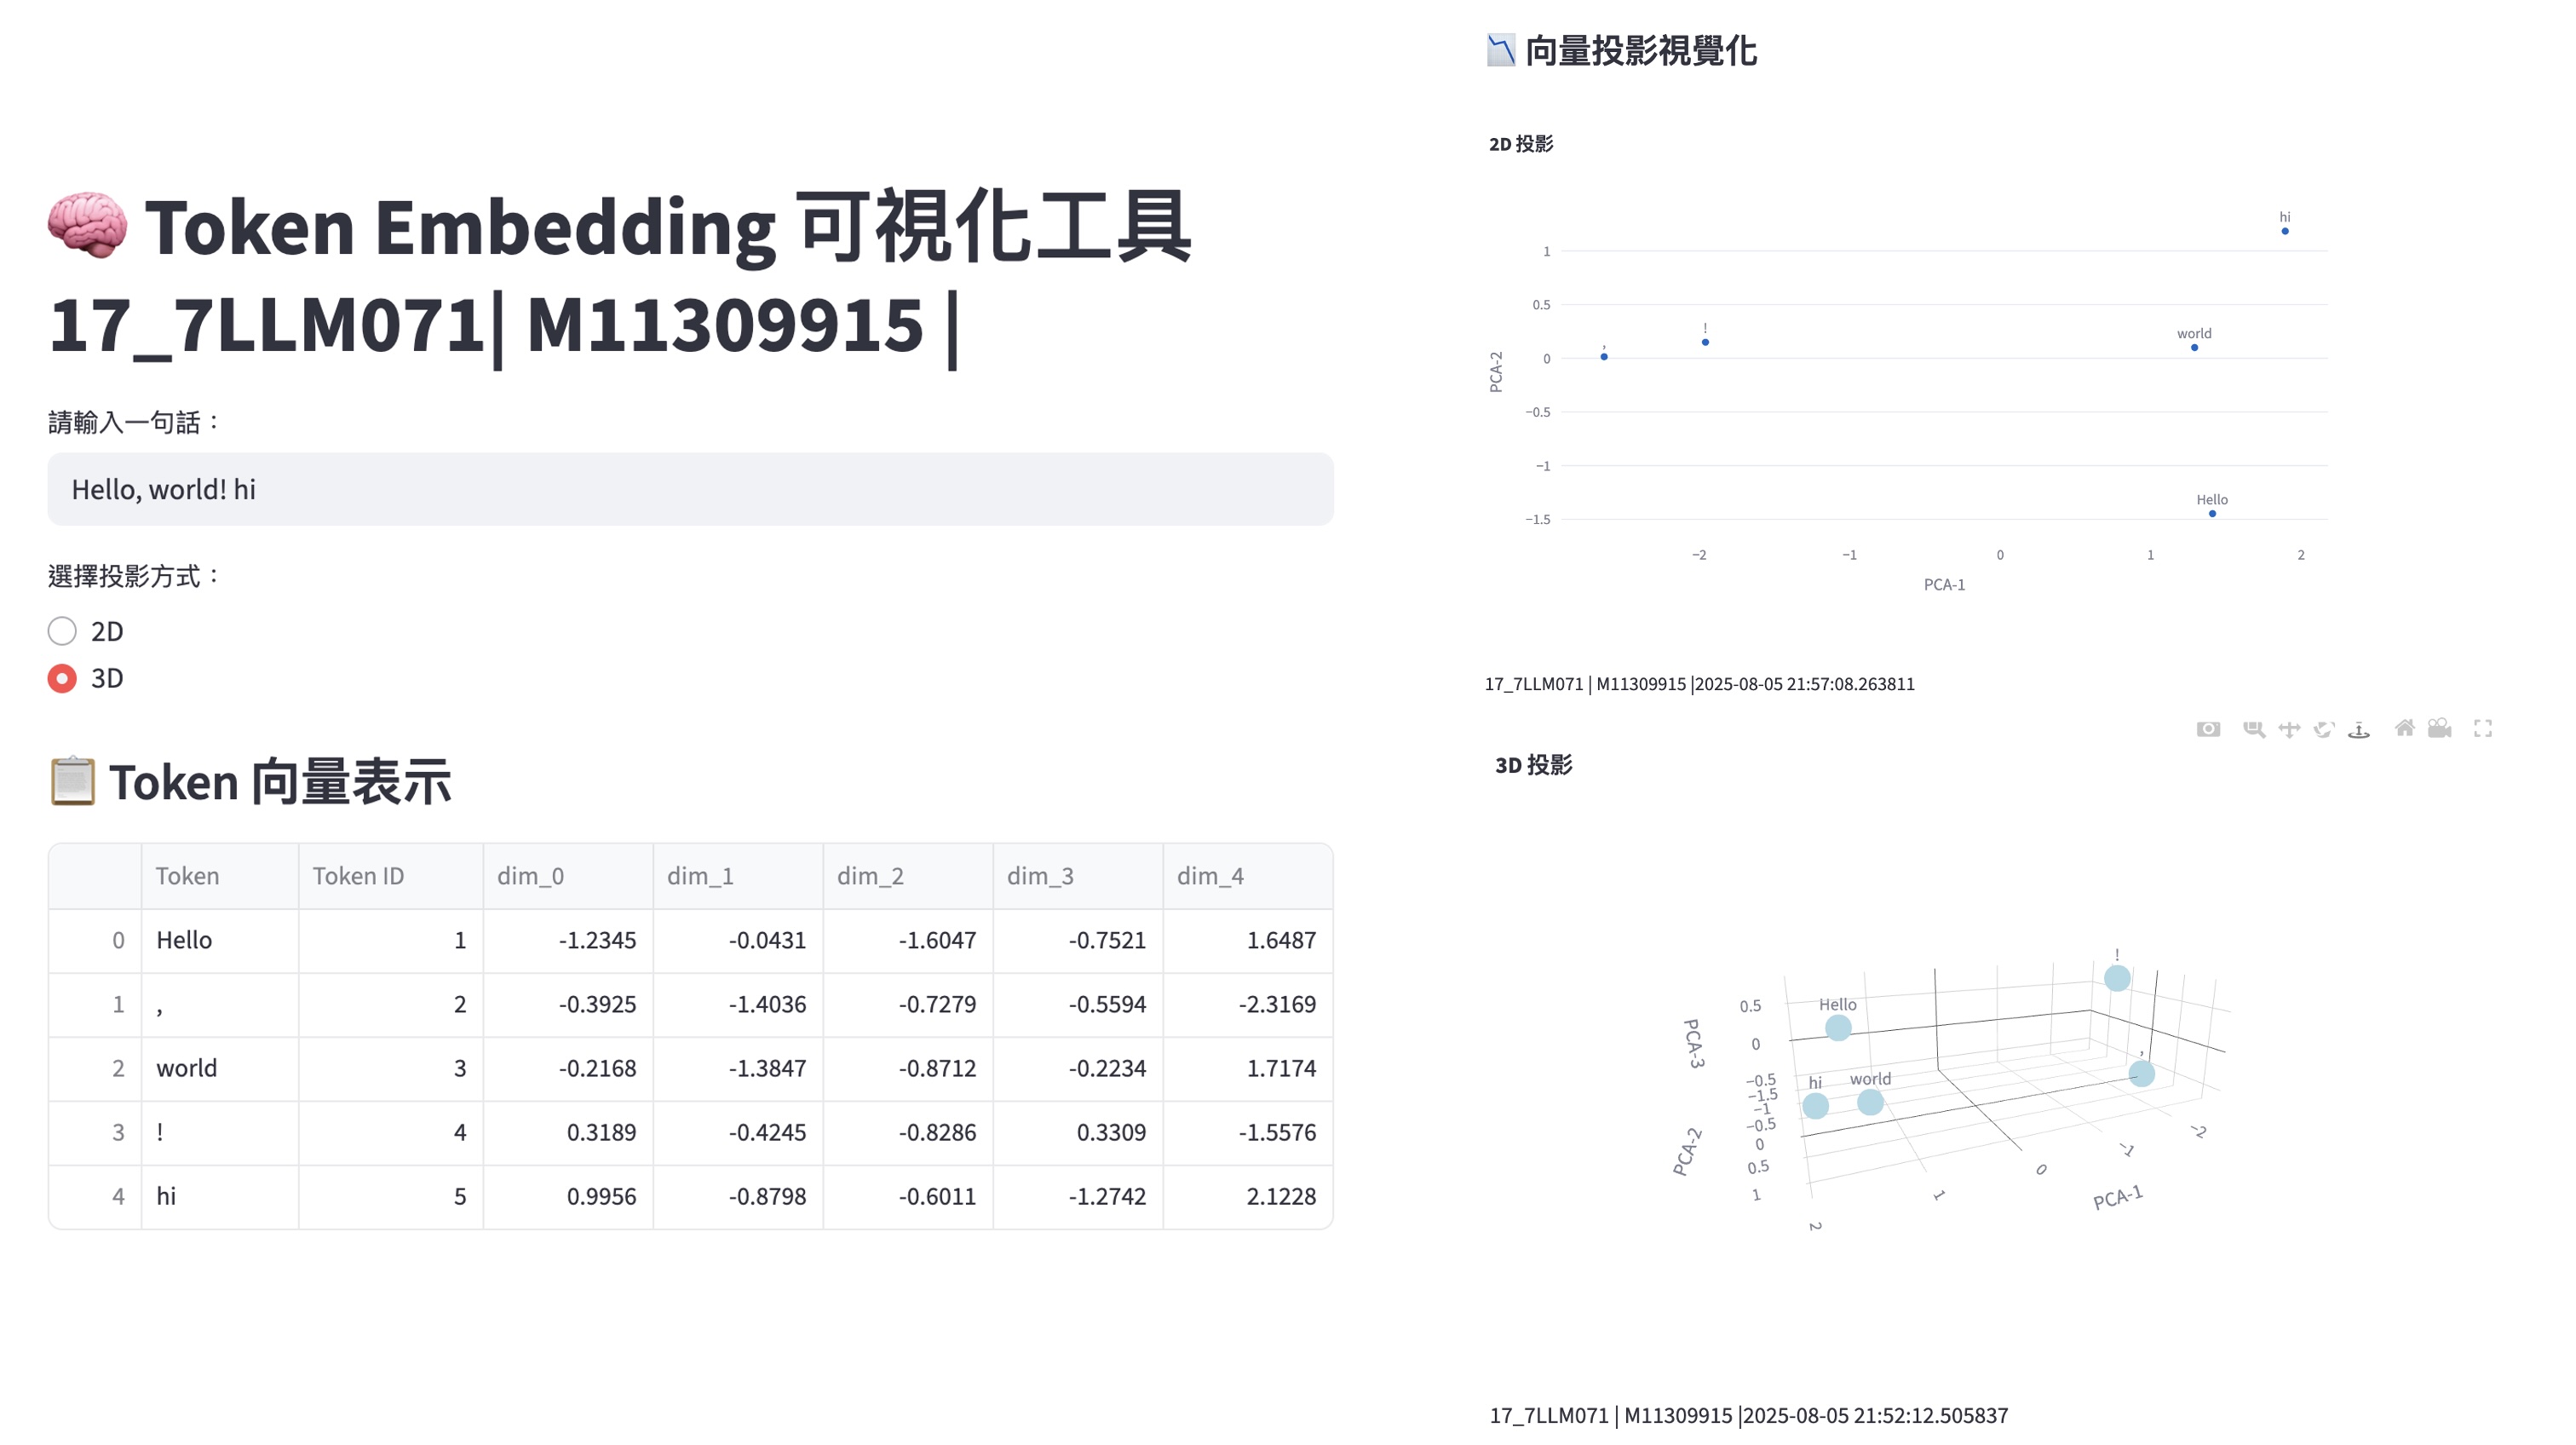 Token Embedding 可視化工具
17_7LLM071| M11309915 |
請輸入一句話：
Hello, world! hi
選擇投影方式：
2D
3D
Token 向量表示
Token Token ID dim_0 dim_1 dim_2 dim_3 dim_4
0 Hello 1 -1.2345 -0.0431 -1.6047 -0.7521 1.6487
1 , 2 -0.3925 -1.4036 -0.7279 -0.5594 -2.3169
2 world 3 -0.2168 -1.3847 -0.8712 -0.2234 1.7174
3 ! 4 0.3189 -0.4245 -0.8286 0.3309 -1.5576
4 hi 5 0.9956 -0.8798 -0.6011 -1.2742 2.1228
向量投影視覺化
2D 投影
hi
1
0.5
!
world
,
0
PCA-2
−0.5
−1
Hello
−1.5
−2 −1 0 1 2
PCA-1
17_7LLM071 | M11309915 |2025-08-05 21:57:08.263811
3D 投影
!
Hello
0.5
PCA-3
0
,
−0.5
hi world
−1.5
−1
−0.5
PCA-2
0
0.5
1
−2
−1
0
1
2
PCA-1
17_7LLM071 | M11309915 |2025-08-05 21:52:12.505837